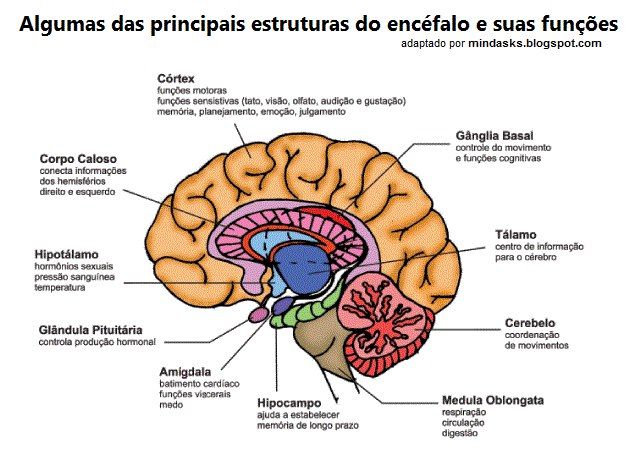 Algumas das principais estruturas do encéfalo e suas funções
adaptado por mindasks.blogspot.com
Córtex
funções motoras
funções sensistivas (tato, visão, olfato, audição e gustação)
memória, planejamento, emoção, julgamento
Gânglia Basal
controle do movimento
e funções cognitivas
Corpo Caloso
conecta informações
dos hemisférios
direito e esquerdo
Tálamo
centro de informação
para o cérebro
Hipotálamo
hormônios sexuais
pressão sanguínea
temperatura
Glândula Pituitária
controla produção hormonal
Cerebelo
coordenação
de movimentos
Amígdala
batimento cardíaco
funções viscerais
medo
Hipocampo
ajuda a estabelecer
memória de longo prazo
Medula Oblongata
respiração
circulação
digestão